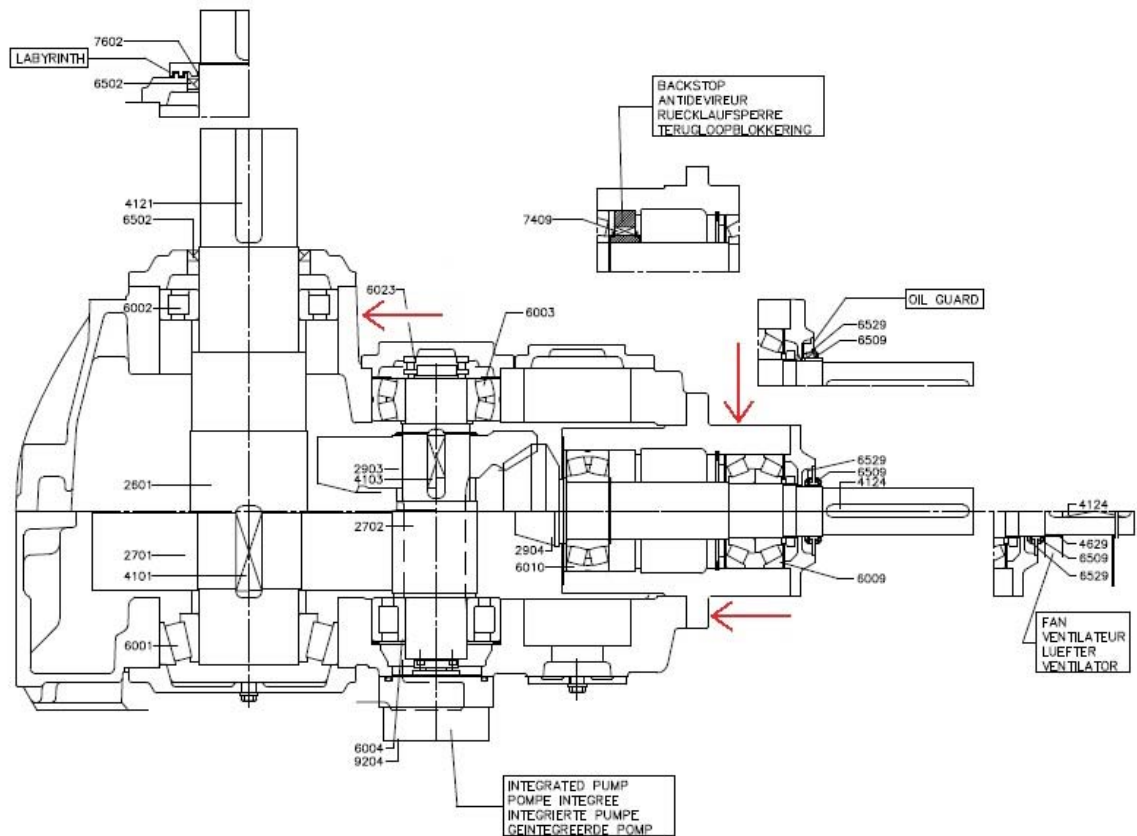 7602
LABYRINTH
6502
BACKSTOP
ANTIDEVIREUR
RUECKLAUFSPERRE
TERUGLOOPBLOKKERING
4121
6502
7409
6002
6023
6003
OIL GUARD
6529
6509
2903
4103
6529
6509
4124
2601
2702
4124
2701
2904
4629
4101
6010
6009
6509
6529
6001
FAN
VENTILATEUR
LUEFTER
VENTILATOR
6004
9204
INTEGRATED PUMP
POMPE INTEGREE
INTEGRIERTE PUMPE
GEINTEGREERDE POMP